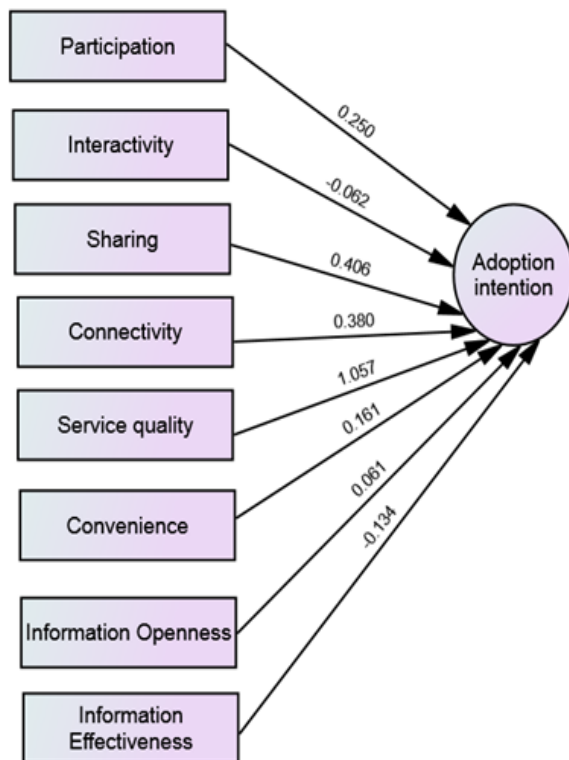 Participation
0.250
Interactivity
-0.062
Sharing
0.406
Adoption
intention
Connectivity
0.380
Service quality
1.057
Convenience
0.161
Information Openness
0.061
Information
Effectiveness
-0.134